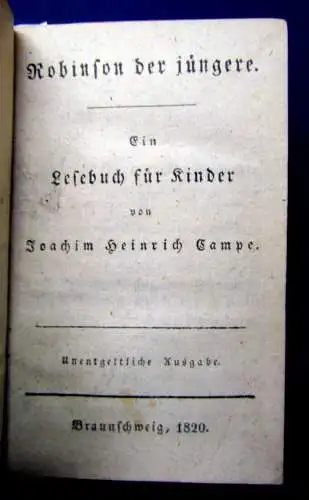 Robinſon der jüngere.
Ein
Leſebuch für Kinder
von
Joachim Heinrich Campe.
Unentgeltliche Ausgabe.
Braunſchweig, 1820.